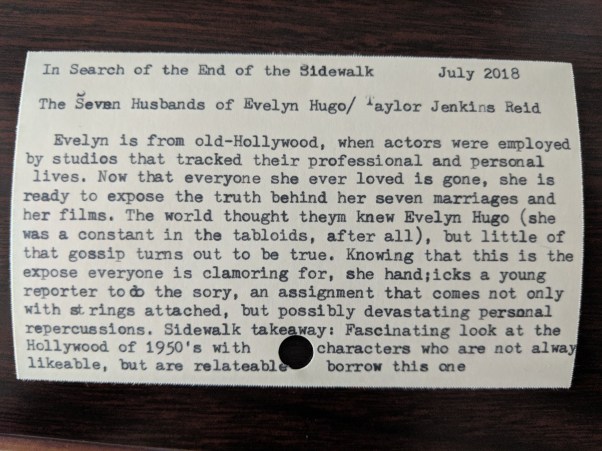 In Search of the End of the Sidewalk July 2018
The Seven Husbands of Evelyn Hugo/ Taylor Jenkins Reid
Evelyn is from old-Hollywood, when actors were employed
by studios that tracked their professional and personal
lives. Now that everyone she ever loved is gone, she is
ready to expose the truth behind her seven marriages and
her films. The world thought theym knew Evelyn Hugo (she
was a constant in the tabloids, after all), but little of
that gossip turns out to be true. Knowing that this is the
expose everyone is clamoring for, she hand;icks a young
reporter to do the sory, an assignment that comes not only
with strings attached, but possibly devastating personal
repercussions. Sidewalk takeaway: Fascinating look at the
Hollywood of 1950's with characters who are not alway
likeable, but are relateable borrow this one